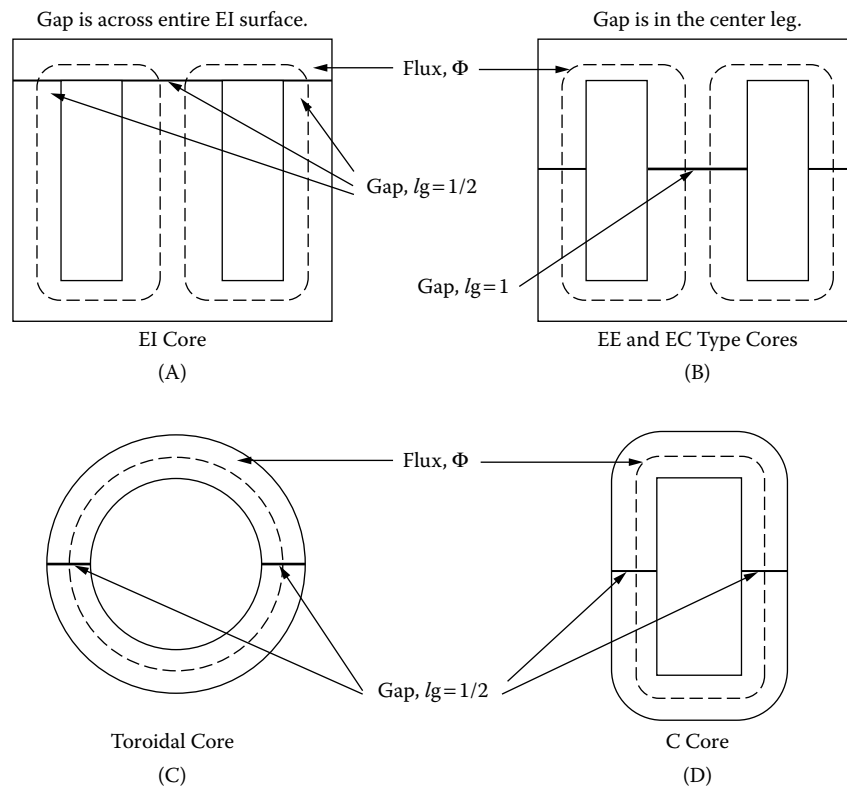 Gap is across entire EI surface.
Gap is in the center leg.
Flux, Φ
Gap, lg=1/2
Gap, lg=1
EI Core
(A)
EE and EC Type Cores
(B)
Flux, Φ
Gap, lg=1/2
Toroidal Core
(C)
C Core
(D)